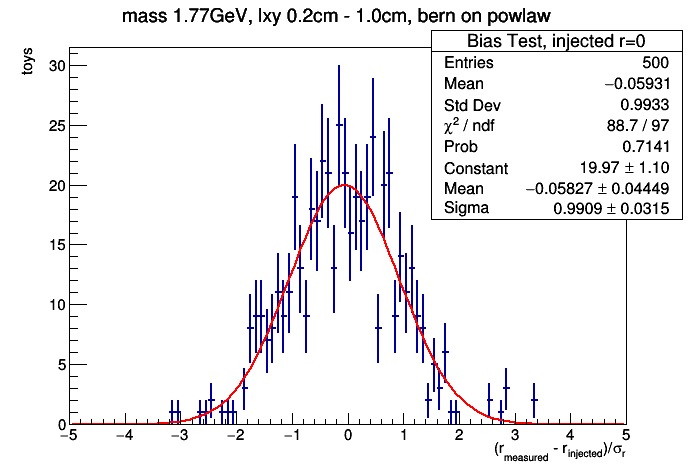 mass 1.77GeV, lxy 0.2cm - 1.0cm, bern on powlaw
Bias Test, injected r=0
Entries 500
Mean −0.05931
Std Dev 0.9933
χ² / ndf 88.7 / 97
Prob 0.7141
Constant 19.97 ± 1.10
Mean −0.05827 ± 0.04449
Sigma 0.9909 ± 0.0315
toys
30
25
20
15
10
5
0
−5 −4 −3 −2 −1 0 1 2 3 4 5
(r_measured - r_injected)/σ_r